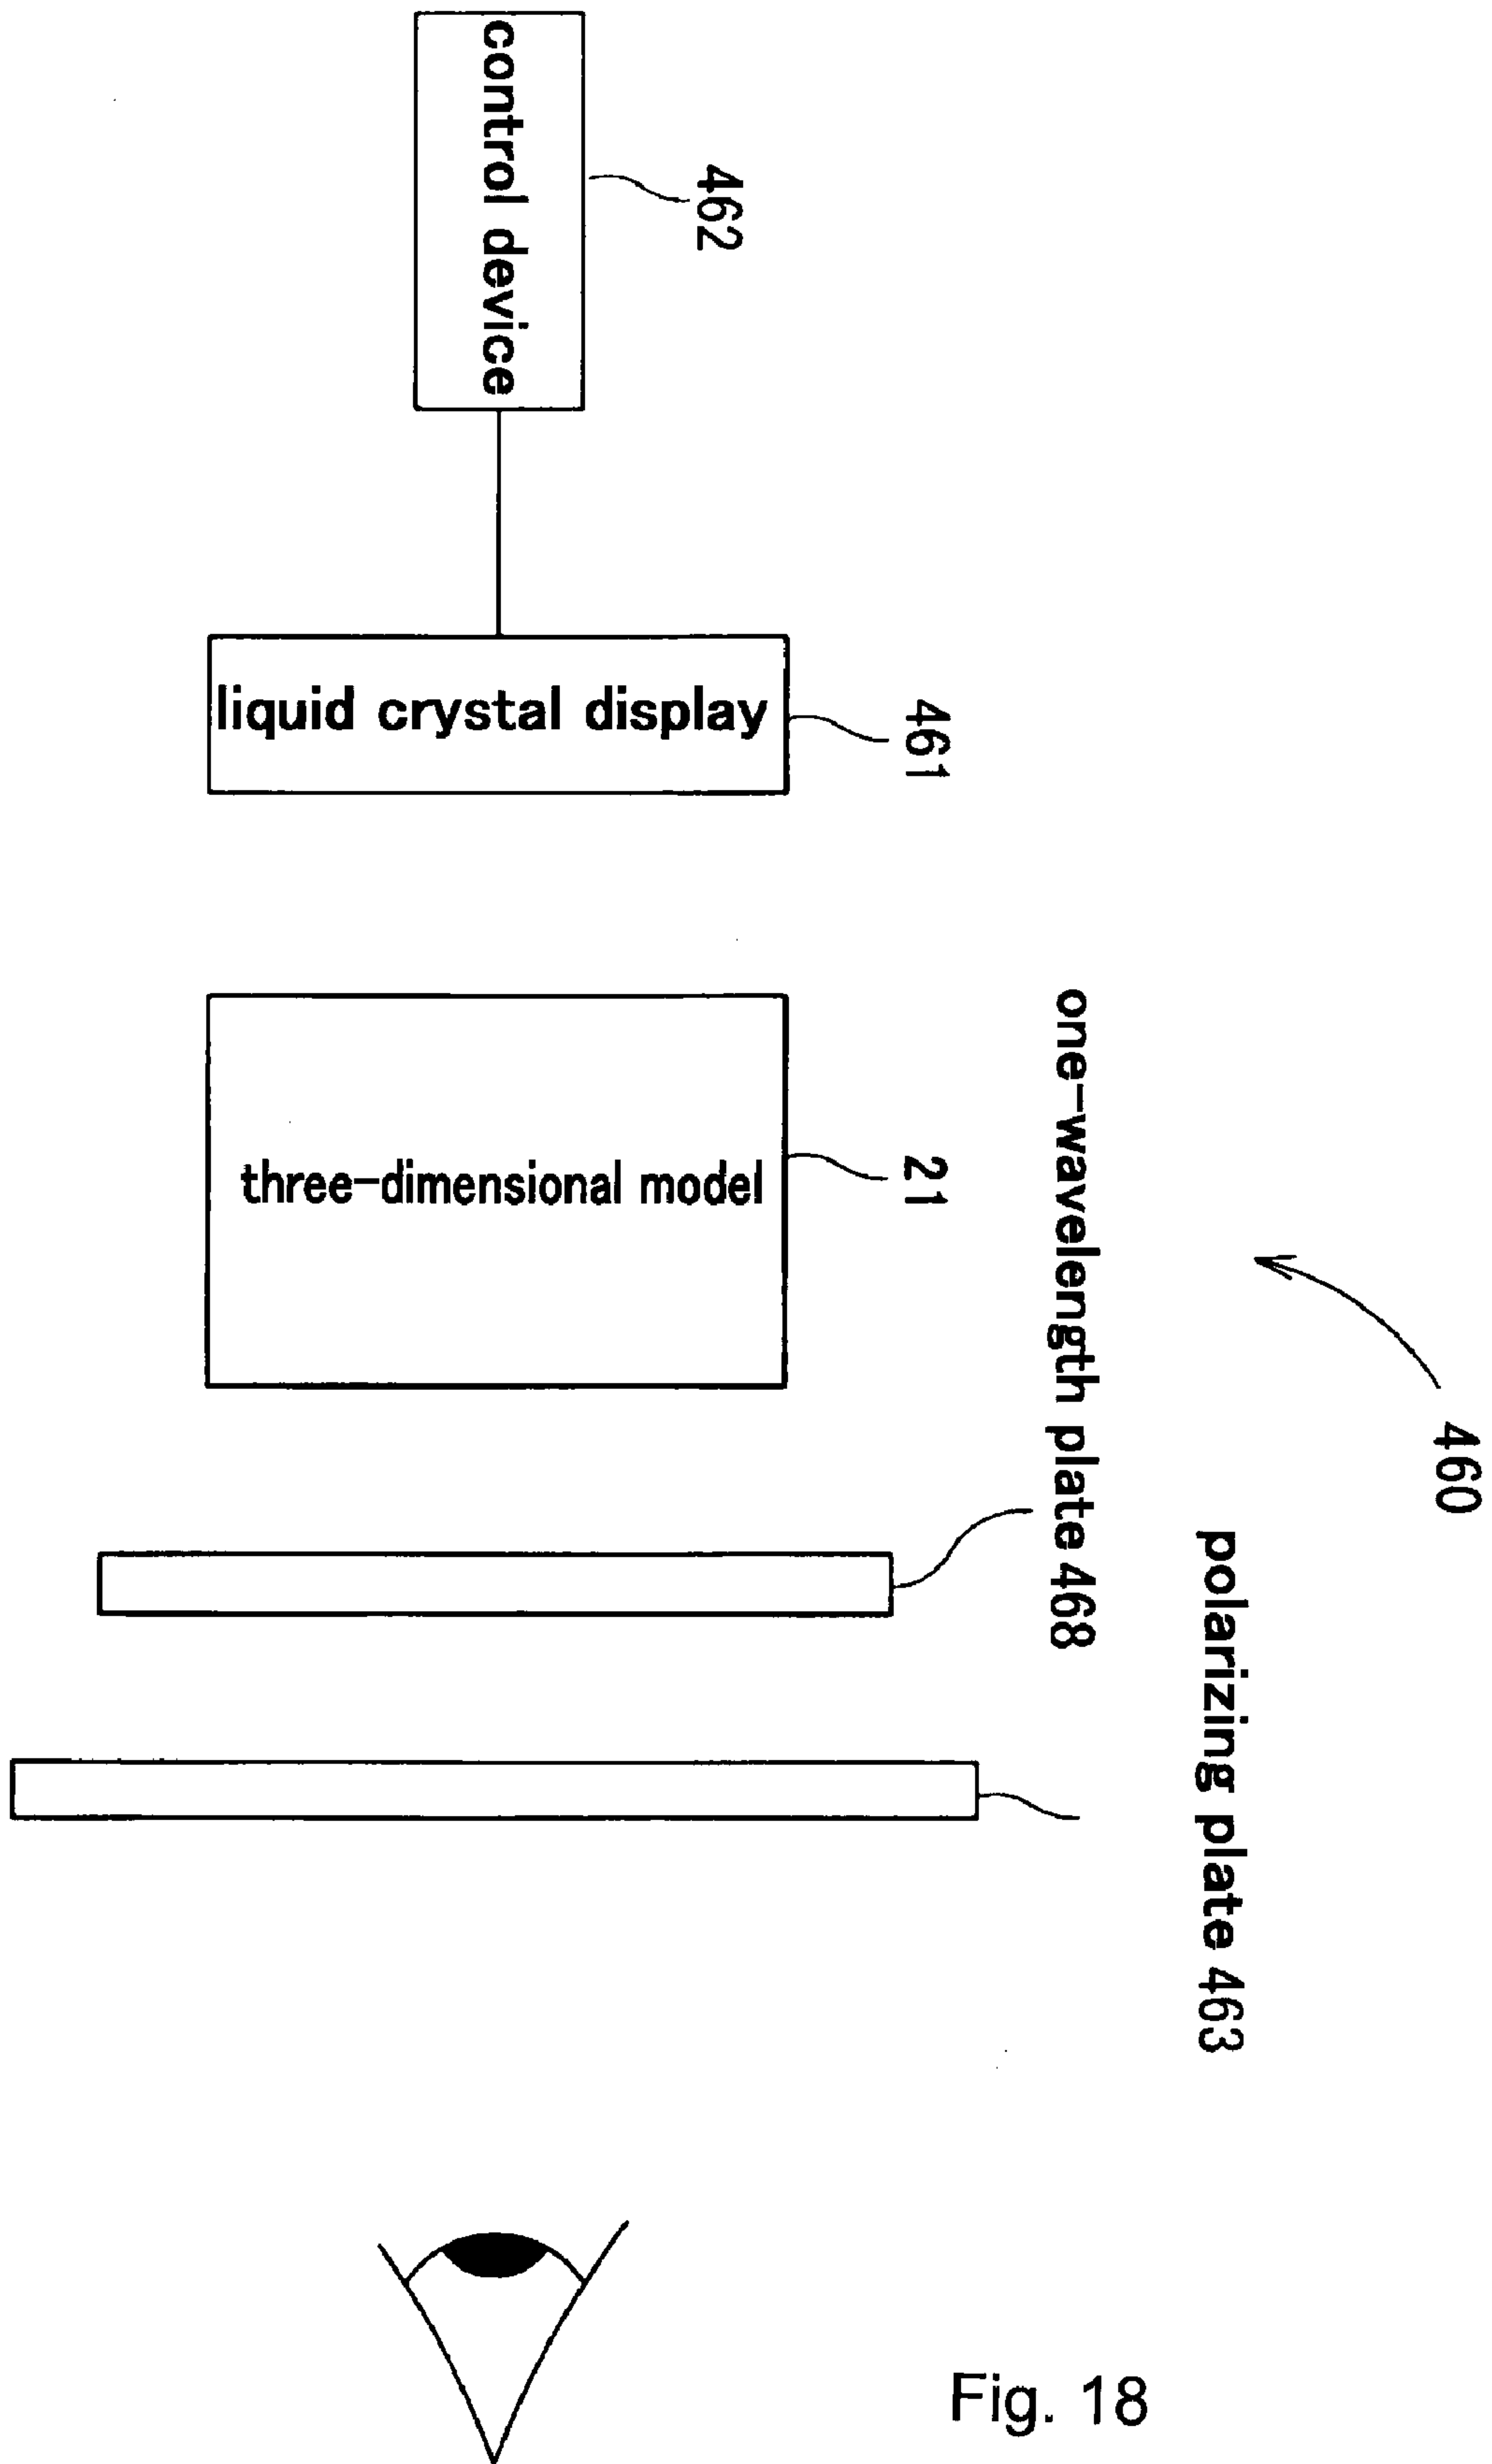 control device
462
liquid crystal display
461
three-dimensional model
21
one-wavelength plate 468
460
polarizing plate 463
Fig. 18